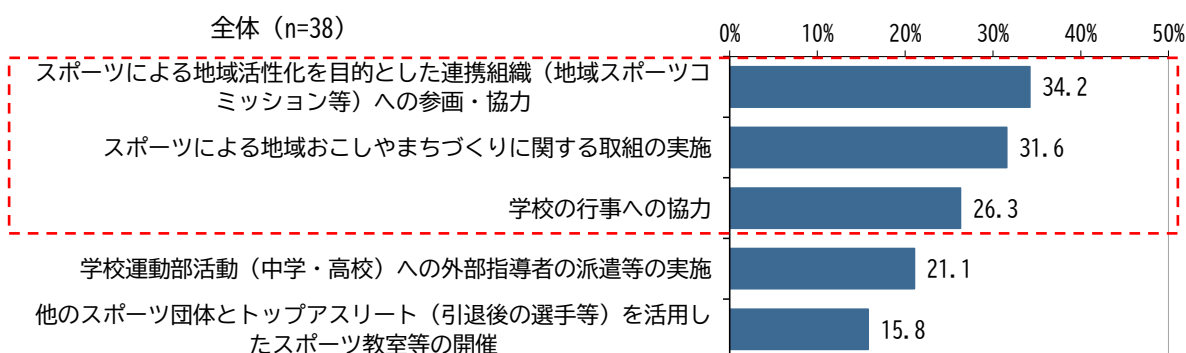 全体（n=38）
0% 10% 20% 30% 40% 50%
スポーツによる地域活性化を目的とした連携組織（地域スポーツコ
ミッション等）への参画・協力
34.2
スポーツによる地域おこしやまちづくりに関する取組の実施
31.6
学校の行事への協力
26.3
学校運動部活動（中学・高校）への外部指導者の派遣等の実施
21.1
他のスポーツ団体とトップアスリート（引退後の選手等）を活用し
たスポーツ教室等の開催
15.8